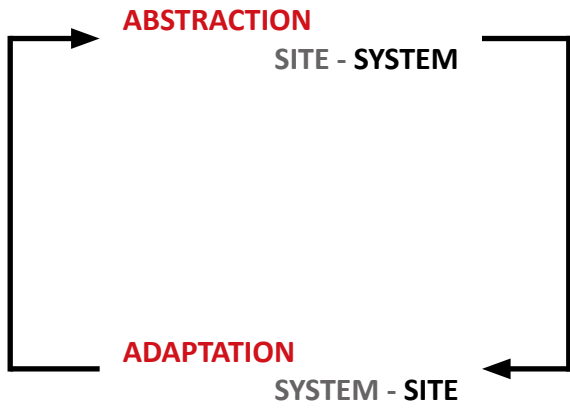 ABSTRACTION
SITE - SYSTEM
ADAPTATION
SYSTEM - SITE